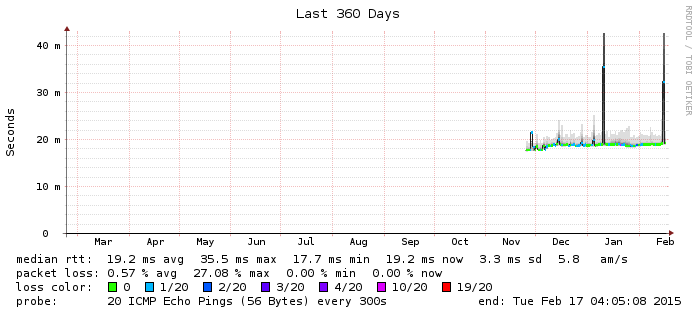 Last 360 Days
RRDTOOL / TOBI OETIKER
Seconds
40 m
30 m
20 m
10 m
0
Mar Apr May Jun Jul Aug Sep Oct Nov Dec Jan Feb
median rtt: 19.2 ms avg 35.5 ms max 17.7 ms min 19.2 ms now 3.3 ms sd 5.8 am/s
packet loss: 0.57 % avg 27.08 % max 0.00 % min 0.00 % now
loss color: 0 1/20 2/20 3/20 4/20 10/20 19/20
probe: 20 ICMP Echo Pings (56 Bytes) every 300s end: Tue Feb 17 04:05:08 2015